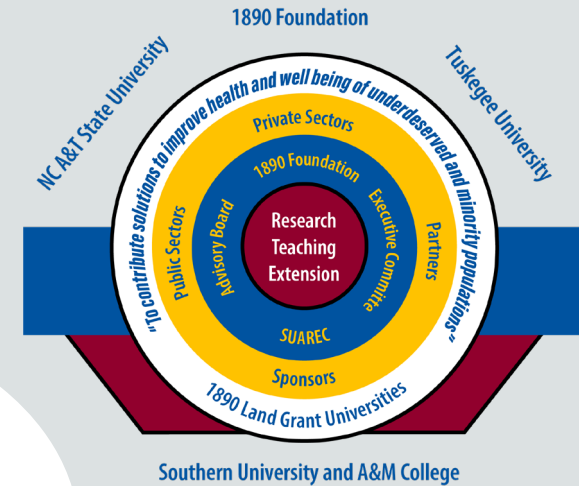 1890 Foundation
NC A&T State University
Tuskegee University
"To contribute solutions to improve health and well being of underdeserved and minority populations"
Private Sectors
Public Sectors
Partners
Sponsors
1890 Foundation
Advisory Board
Executive Committe
SUAREC
Research
Teaching
Extension
1890 Land Grant Universities
Southern University and A&M College